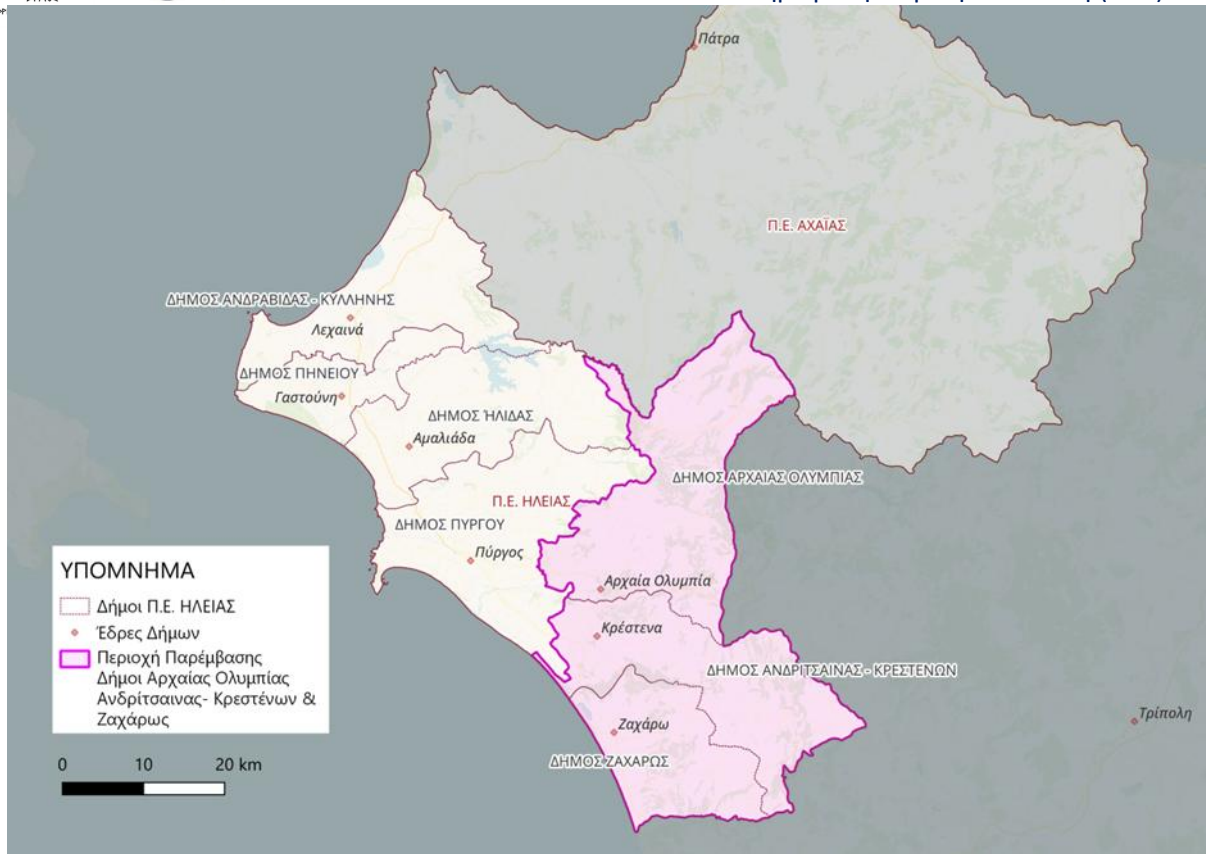 Πάτρα
Π.Ε. ΑΧΑΪΑΣ
ΔΗΜΟΣ ΑΝΔΡΑΒΙΔΑΣ - ΚΥΛΛΗΝΗΣ
Λεχαινά
ΔΗΜΟΣ ΠΗΝΕΙΟΥ
Γαστούνη
ΔΗΜΟΣ ΉΛΙΔΑΣ
Αμαλιάδα
ΔΗΜΟΣ ΑΡΧΑΙΑΣ ΟΛΥΜΠΙΑΣ
Π.Ε. ΗΛΕΙΑΣ
ΔΗΜΟΣ ΠΥΡΓΟΥ
Πύργος
Αρχαία Ολυμπία
Κρέστενα
ΔΗΜΟΣ ΑΝΔΡΙΤΣΑΙΝΑΣ - ΚΡΕΣΤΕΝΩΝ
Τρίπολη
Ζαχάρω
ΔΗΜΟΣ ΖΑΧΑΡΩΣ
ΥΠΟΜΝΗΜΑ
Δήμοι Π.Ε. ΗΛΕΙΑΣ
Έδρες Δήμων
Περιοχή Παρέμβασης
Δήμοι Αρχαίας Ολυμπίας
Ανδρίτσαινας- Κρεστένων &
Ζαχάρως
0 10 20 km